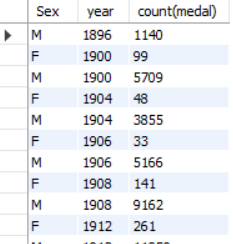 Sex year count(medal)
M 1896 1140
F 1900 99
M 1900 5709
F 1904 48
M 1904 3855
F 1906 33
M 1906 5166
F 1908 141
M 1908 9162
F 1912 261